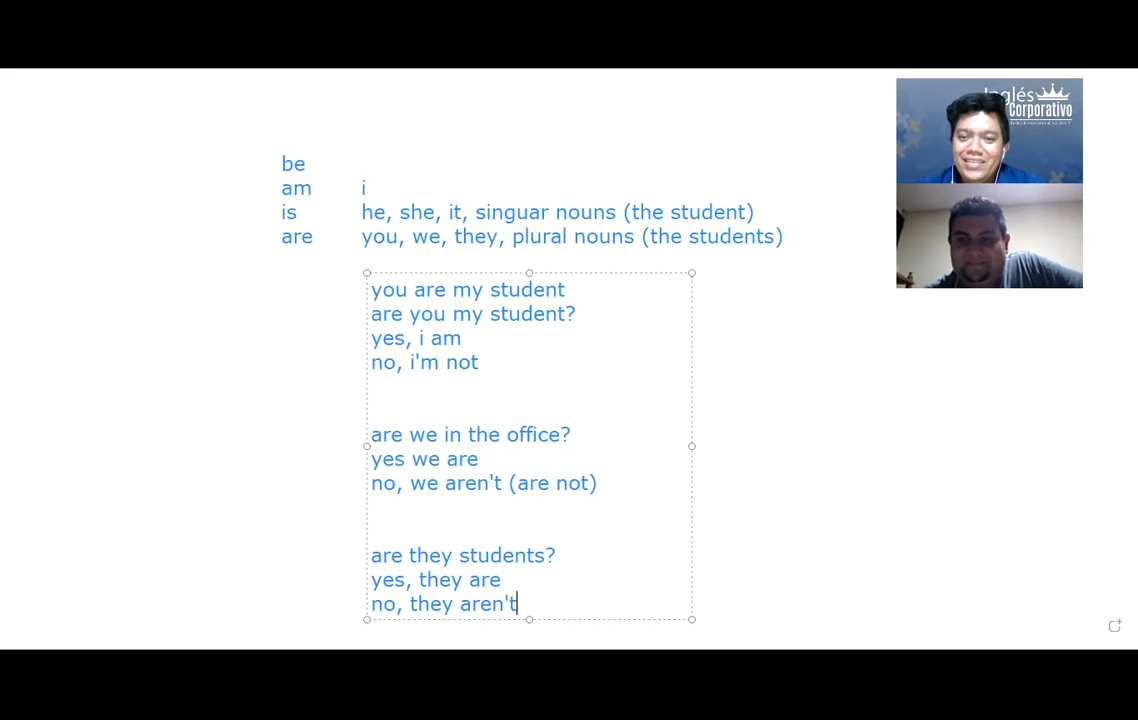 Inglés
Corporativo
be
am i
is he, she, it, singuar nouns (the student)
are you, we, they, plural nouns (the students)
you are my student
are you my student?
yes, i am
no, i'm not
are we in the office?
yes we are
no, we aren't (are not)
are they students?
yes, they are
no, they aren't